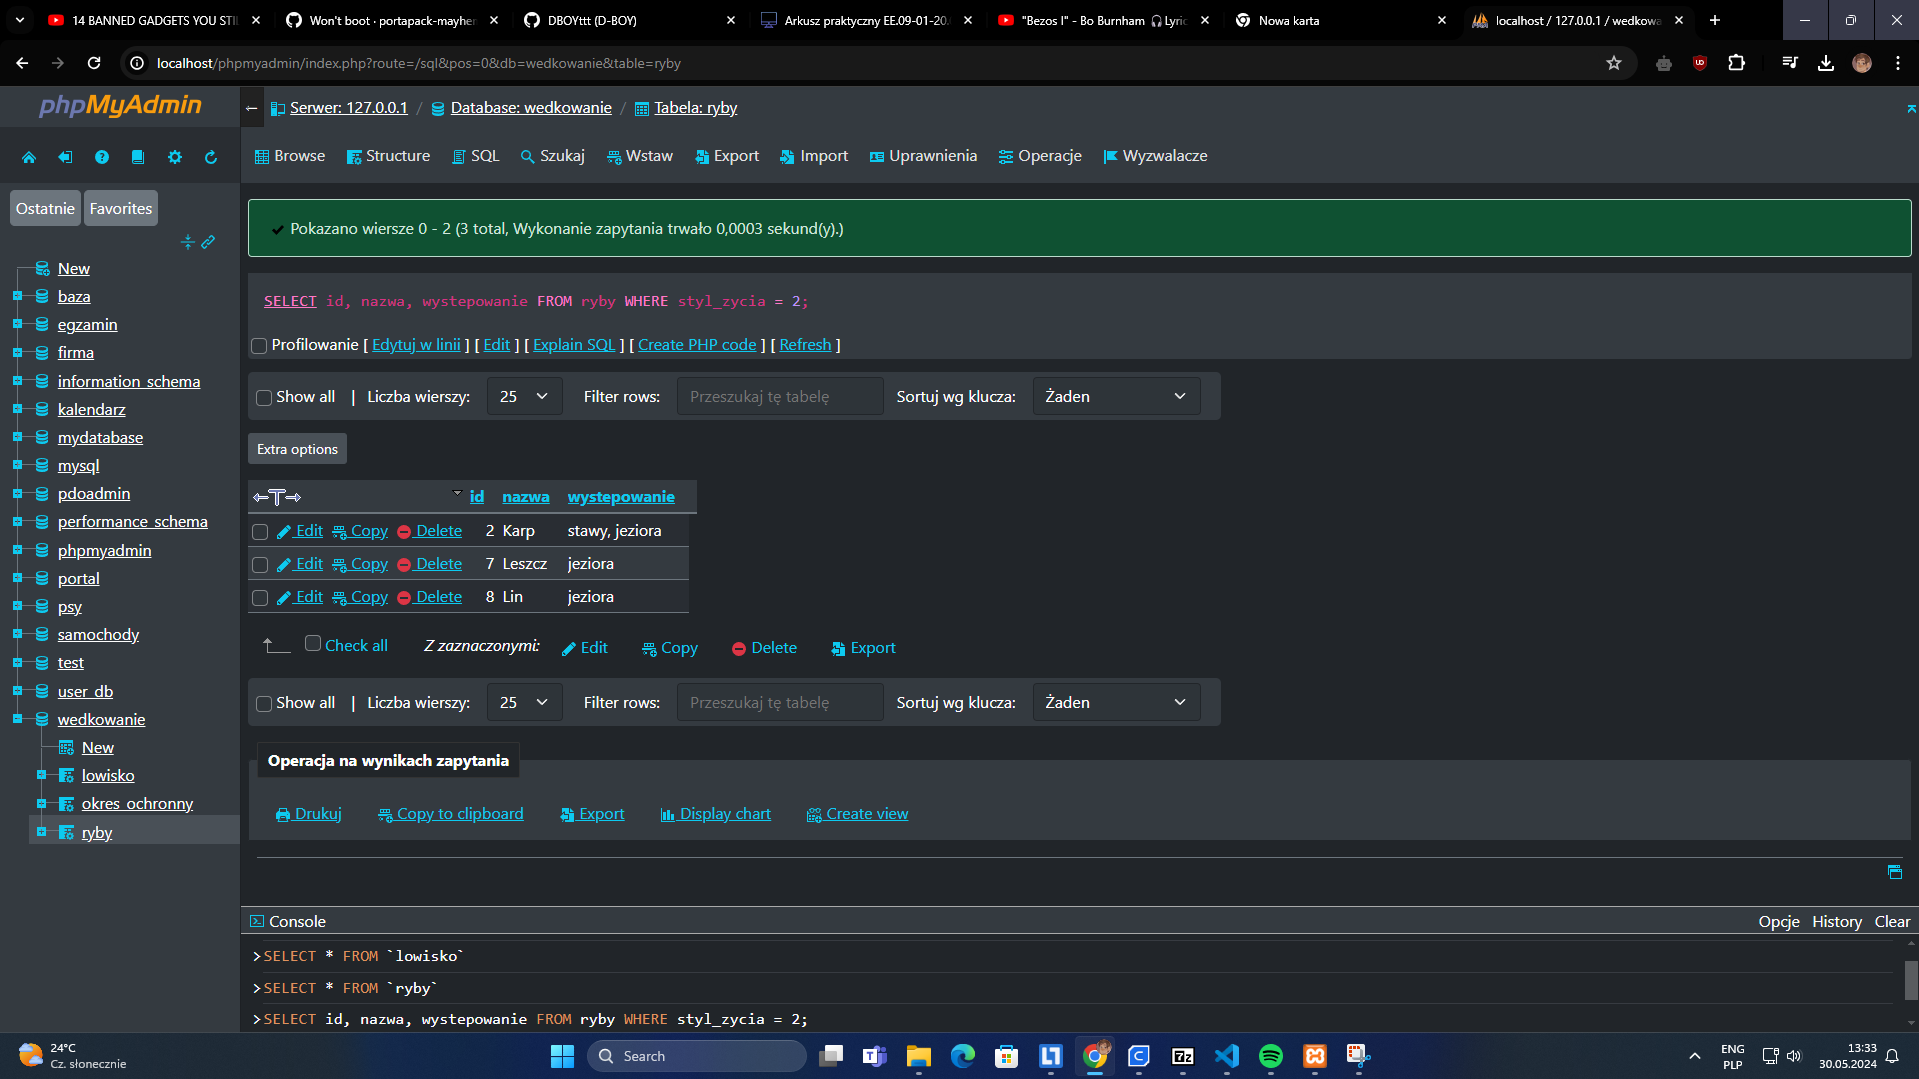 14 BANNED GADGETS YOU STIL
Won't boot · portapack-mayhem
DBOYttt (D-BOY)
Arkusz praktyczny EE.09-01-20.
"Bezos I" - Bo Burnham 🎧Lyric
Nowa karta
localhost / 127.0.0.1 / wedkowa
localhost/phpmyadmin/index.php?route=/sql&pos=0&db=wedkowanie&table=ryby
phpMyAdmin
Serwer: 127.0.0.1 / Database: wedkowanie / Tabela: ryby
Browse Structure SQL Szukaj Wstaw Export Import Uprawnienia Operacje Wyzwalacze
Ostatnie Favorites
New
baza
egzamin
firma
information_schema
kalendarz
mydatabase
mysql
pdoadmin
performance_schema
phpmyadmin
portal
psy
samochody
test
user_db
wedkowanie
New
lowisko
okres_ochronny
ryby
Pokazano wiersze 0 - 2 (3 total, Wykonanie zapytania trwało 0,0003 sekund(y).)
SELECT id, nazwa, wystepowanie FROM ryby WHERE styl_zycia = 2;
Profilowanie [ Edytuj w linii ] [ Edit ] [ Explain SQL ] [ Create PHP code ] [ Refresh ]
Show all | Liczba wierszy: 25 Filter rows: Przeszukaj tę tabelę Sortuj wg klucza: Żaden
Extra options
←T→ id nazwa wystepowanie
Edit Copy Delete 2 Karp stawy, jeziora
Edit Copy Delete 7 Leszcz jeziora
Edit Copy Delete 8 Lin jeziora
Check all Z zaznaczonymi: Edit Copy Delete Export
Show all | Liczba wierszy: 25 Filter rows: Przeszukaj tę tabelę Sortuj wg klucza: Żaden
Operacja na wynikach zapytania
Drukuj Copy to clipboard Export Display chart Create view
Console Opcje History Clear
>SELECT * FROM `lowisko`
>SELECT * FROM `ryby`
>SELECT id, nazwa, wystepowanie FROM ryby WHERE styl_zycia = 2;
24°C
Cz. słonecznie
Search
ENG
PLP
13:33
30.05.2024